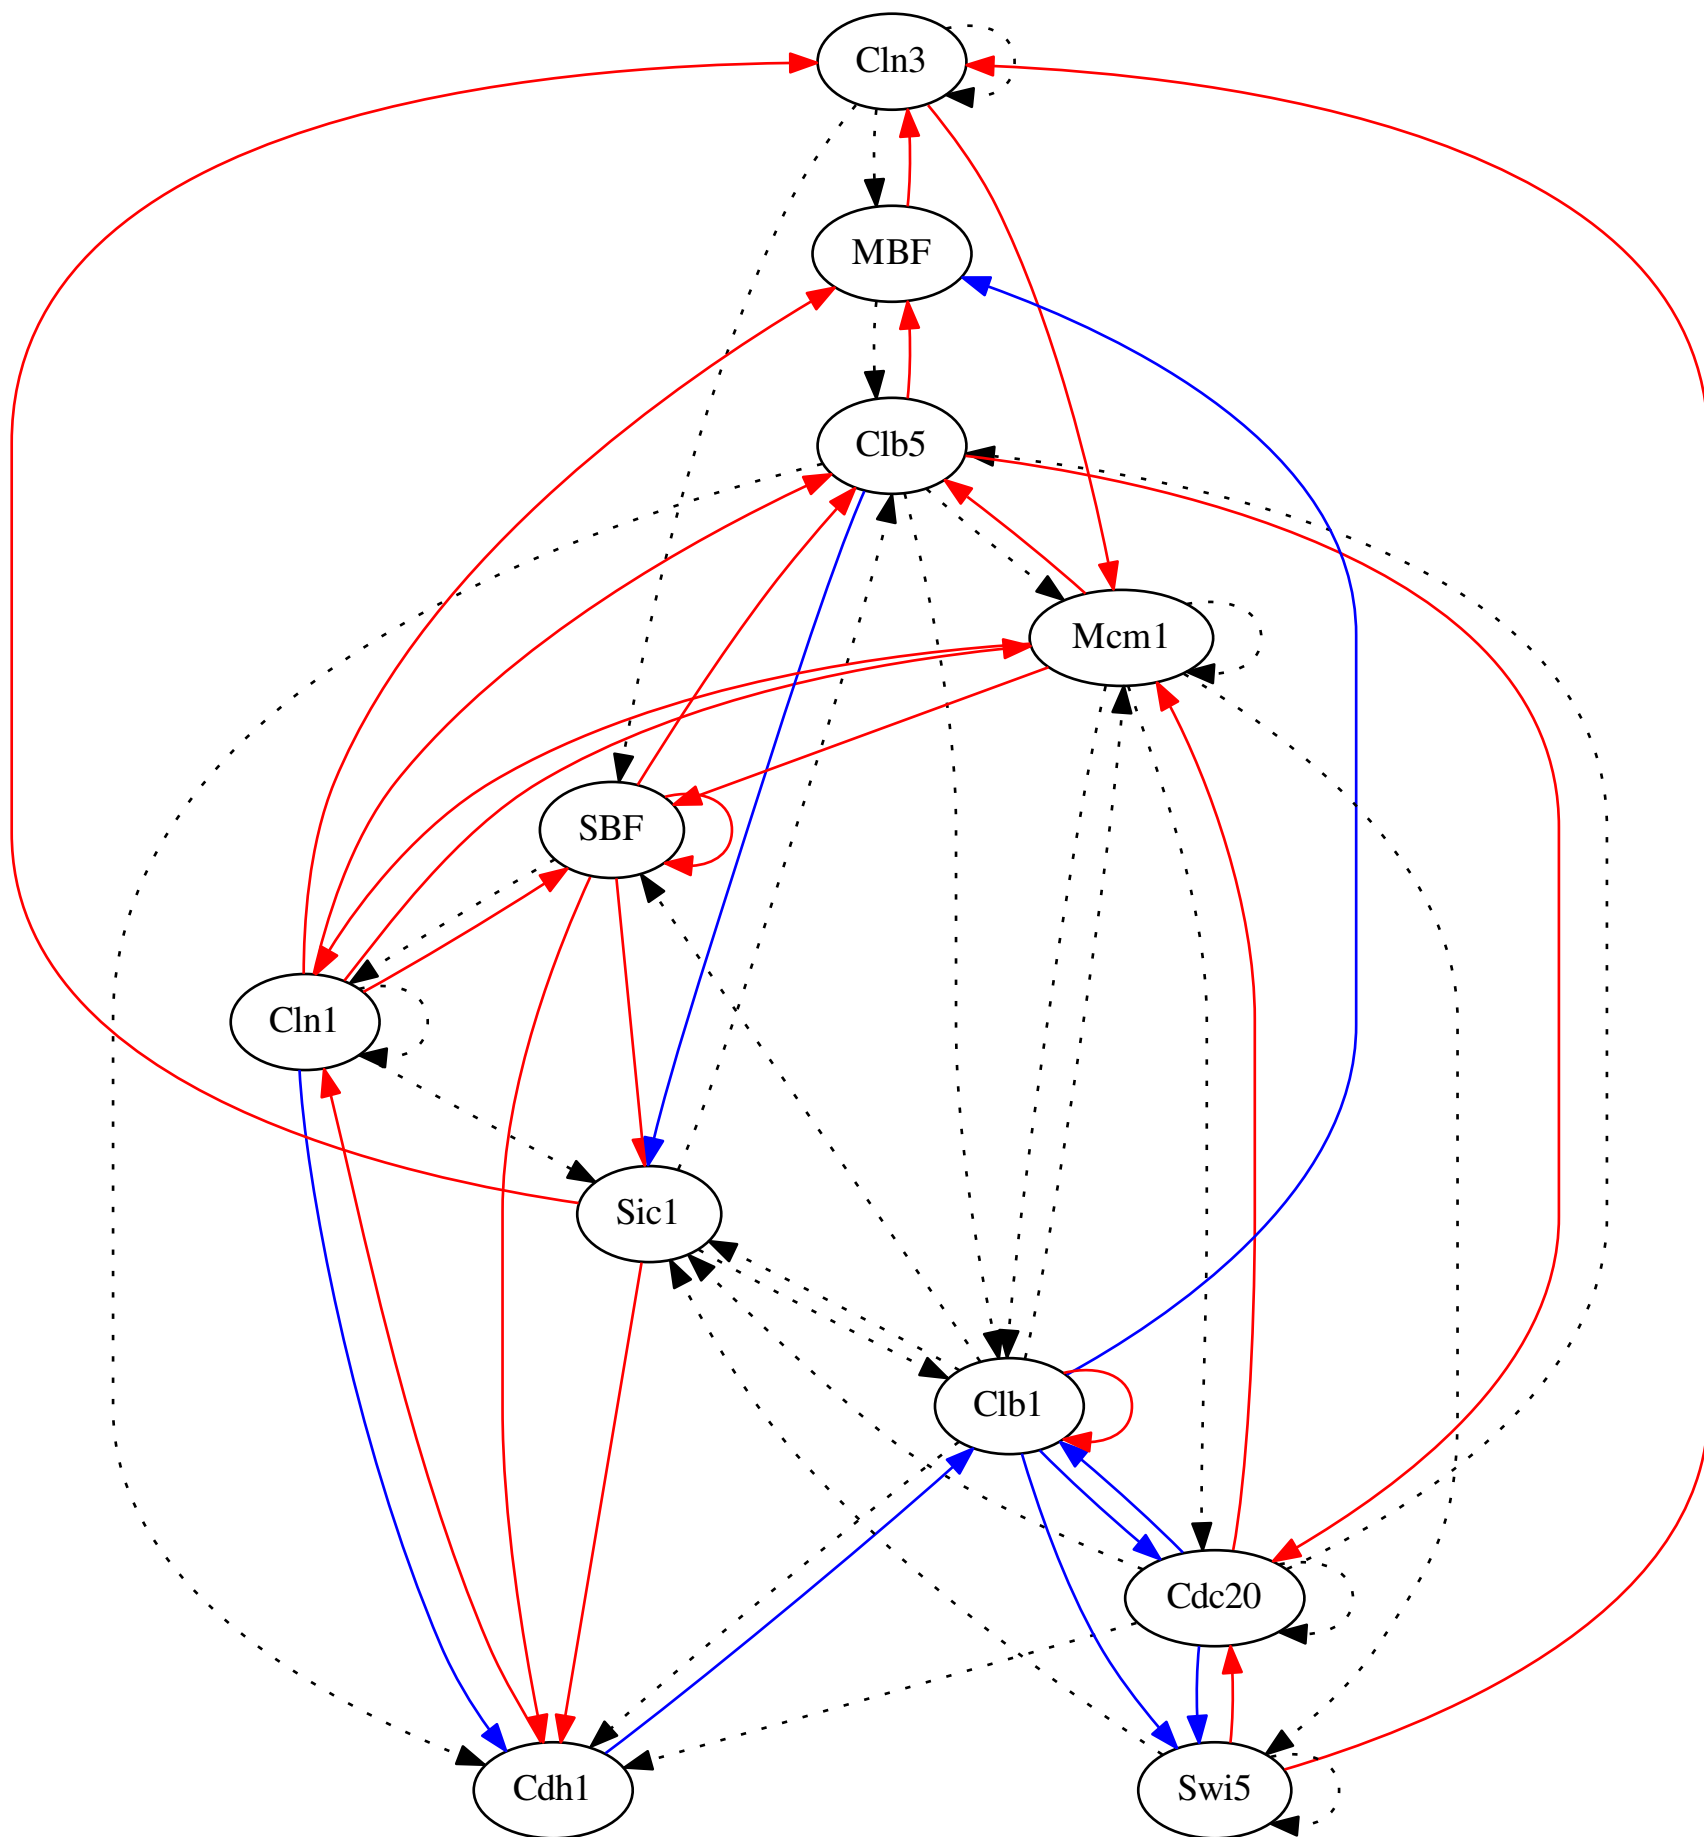 Cln3
MBF
Clb5
Mcm1
SBF
Cln1
Sic1
Clb1
Cdc20
Cdh1
Swi5